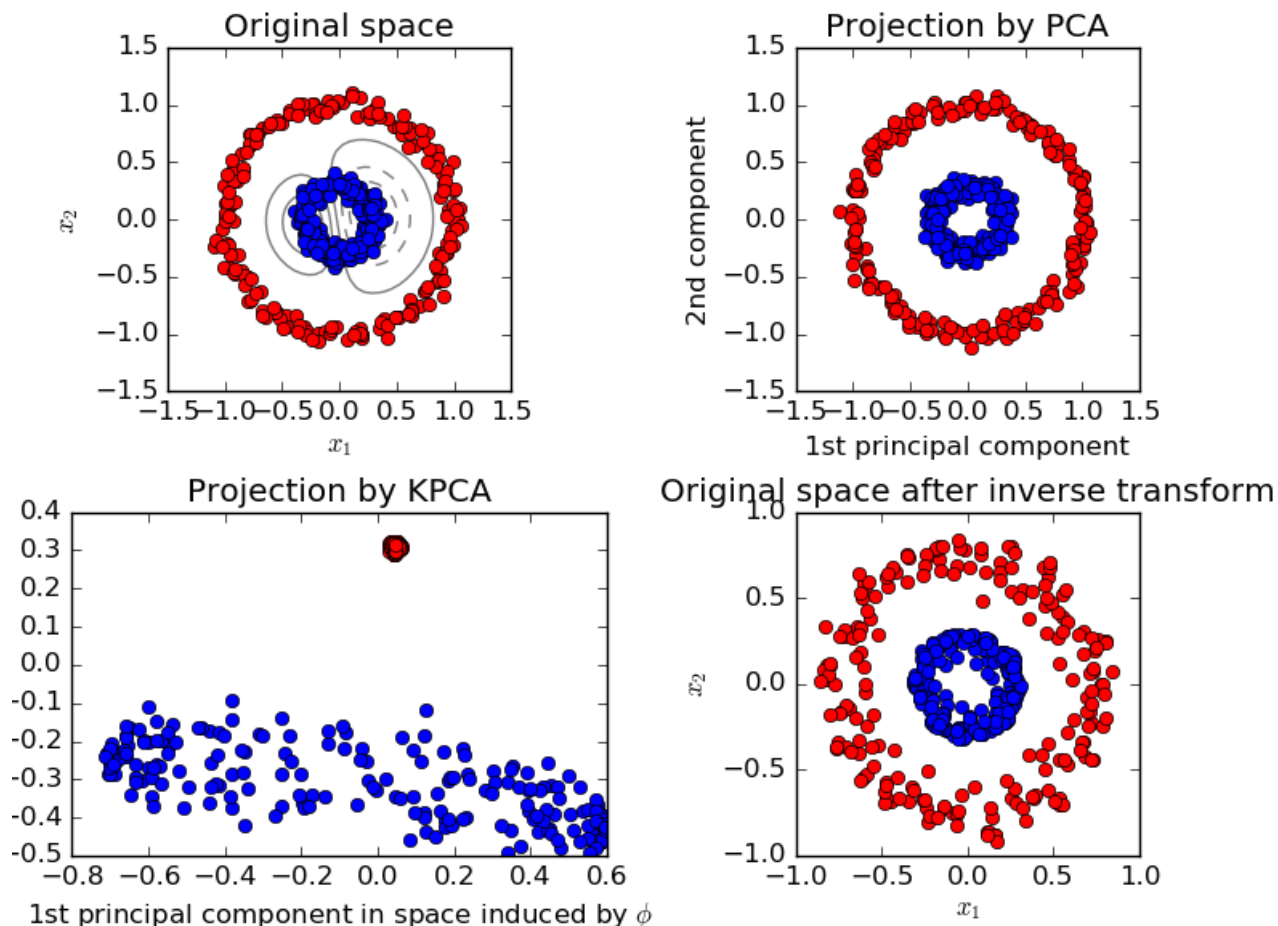 Original space
1.5
1.0
0.5
0.0
−0.5
−1.0
−1.5
−1.5−1.0−0.5 0.0 0.5 1.0 1.5
x₂
x₁
Projection by PCA
1.5
1.0
0.5
0.0
−0.5
−1.0
−1.5
−1.5−1.0−0.5 0.0 0.5 1.0 1.5
2nd component
1st principal component
Projection by KPCA
0.4
0.3
0.2
0.1
0.0
-0.1
-0.2
-0.3
-0.4
-0.5
−0.8 −0.6 −0.4 −0.2 0.0 0.2 0.4 0.6
1st principal component in space induced by ϕ
Original space after inverse transform
1.0
0.5
0.0
−0.5
−1.0
−1.0 −0.5 0.0 0.5 1.0
x₂
x₁